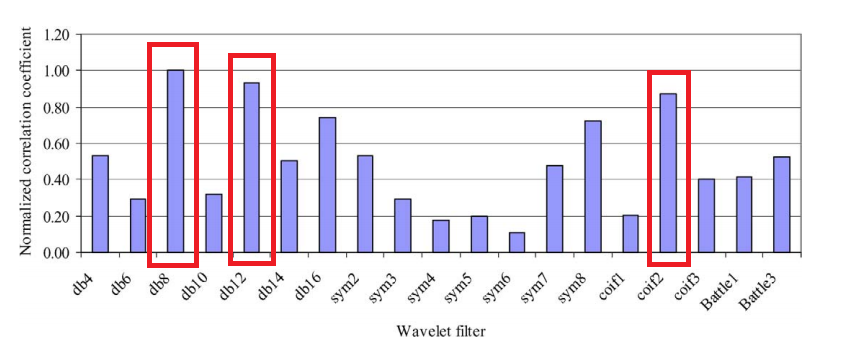 Normalized correlation coefficient
1.20
1.00
0.80
0.60
0.40
0.20
0.00
db4
db6
db8
db10
db12
db14
db16
sym2
sym3
sym4
sym5
sym6
sym7
sym8
coif1
coif2
coif3
Battle1
Battle3
Wavelet filter